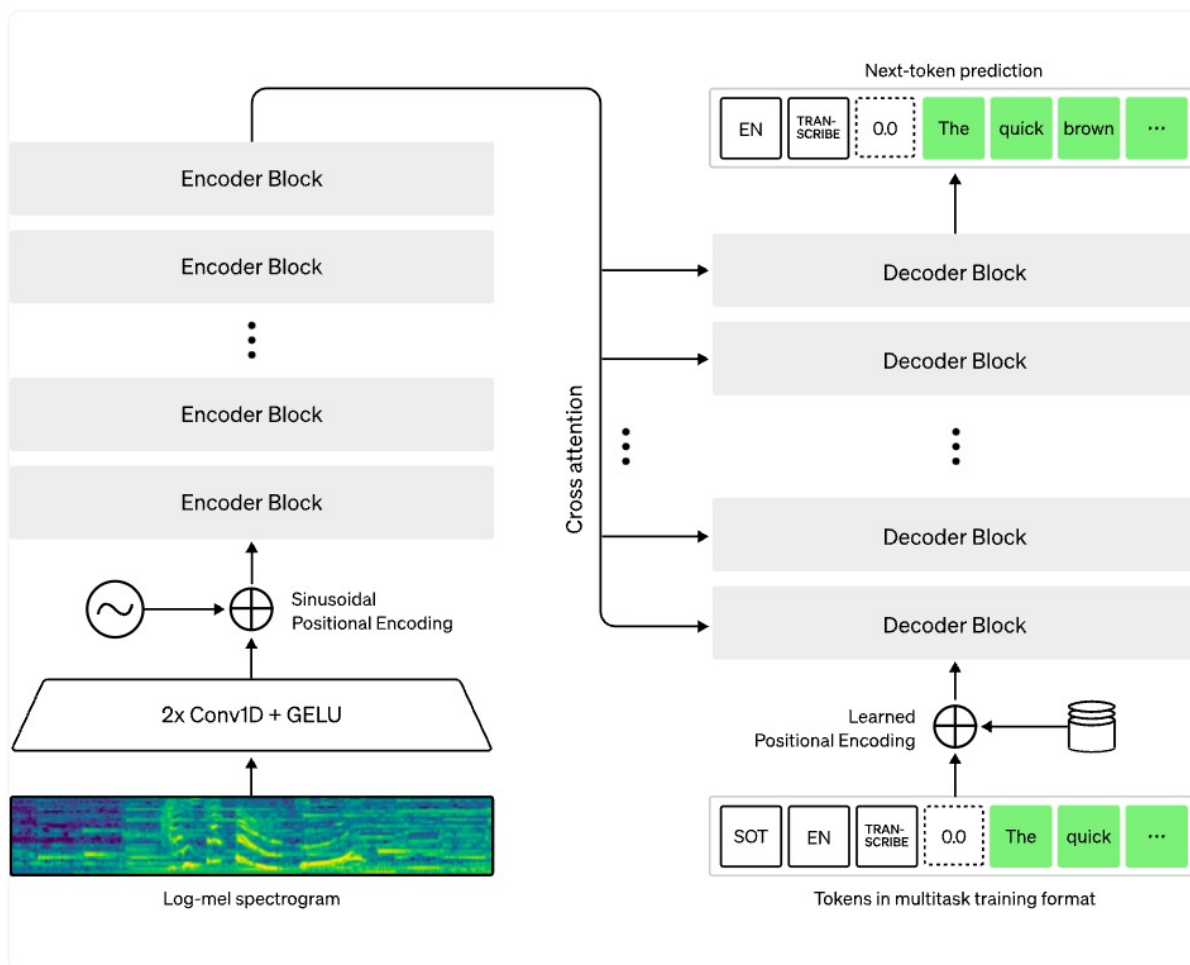 Next-token prediction
EN
TRAN-
SCRIBE
0.0
The
quick
brown
...
Encoder Block
Encoder Block
Encoder Block
Encoder Block
Sinusoidal
Positional Encoding
2x Conv1D + GELU
Log-mel spectrogram
Cross attention
Decoder Block
Decoder Block
Decoder Block
Decoder Block
Learned
Positional Encoding
SOT
EN
TRAN-
SCRIBE
0.0
The
quick
...
Tokens in multitask training format